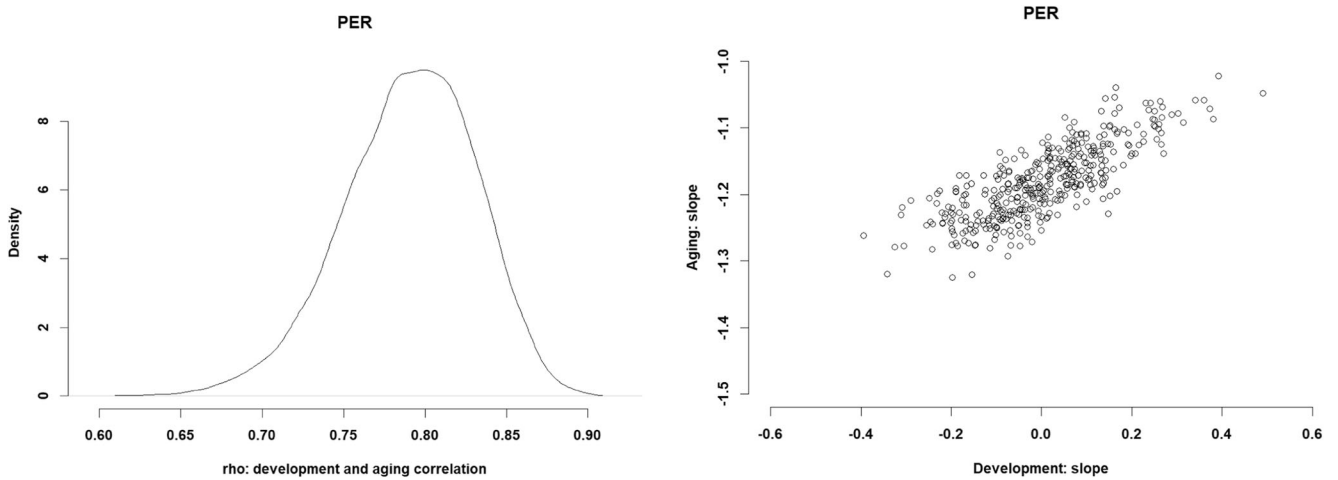 PER
Density
0
2
4
6
8
0.60 0.65 0.70 0.75 0.80 0.85 0.90
rho: development and aging correlation
PER
Aging: slope
-1.0
-1.1
-1.2
-1.3
-1.4
-1.5
-0.6 -0.4 -0.2 0.0 0.2 0.4 0.6
Development: slope